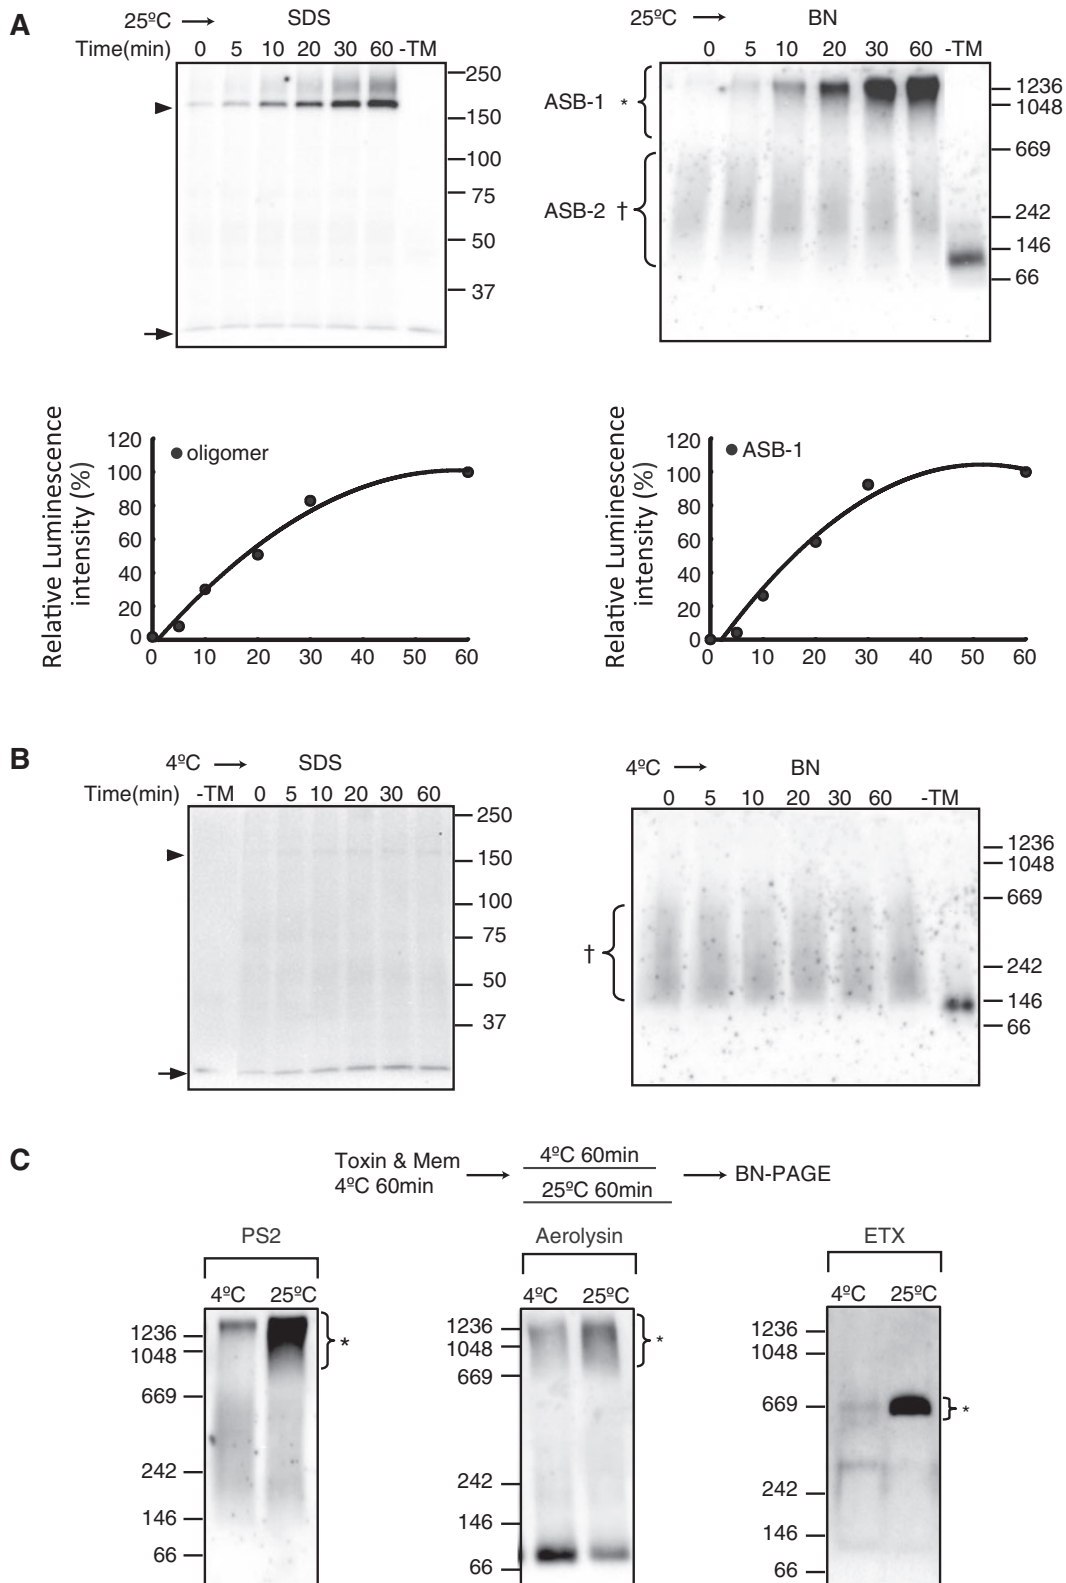 A
25ºC → SDS
Time(min) 0 5 10 20 30 60 -TM
250
150
100
75
50
37
25ºC → BN
0 5 10 20 30 60 -TM
ASB-1 *
ASB-2 †
1236
1048
669
242
146
66
Relative Luminescence
intensity (%)
120
100
80
60
40
20
0
oligomer
0 10 20 30 40 50 60
Relative Luminescence
intensity (%)
120
100
80
60
40
20
0
ASB-1
0 10 20 30 40 50 60
B
4ºC → SDS
Time(min) -TM 0 5 10 20 30 60
250
150
100
75
50
37
4ºC → BN
0 5 10 20 30 60 -TM
†
1236
1048
669
242
146
66
C
Toxin & Mem
4ºC 60min
4ºC 60min
25ºC 60min
BN-PAGE
PS2
4ºC 25ºC
1236
1048
669
242
146
66
*
Aerolysin
4ºC 25ºC
1236
1048
669
242
146
66
*
ETX
4ºC 25ºC
1236
1048
669
242
146
66
*